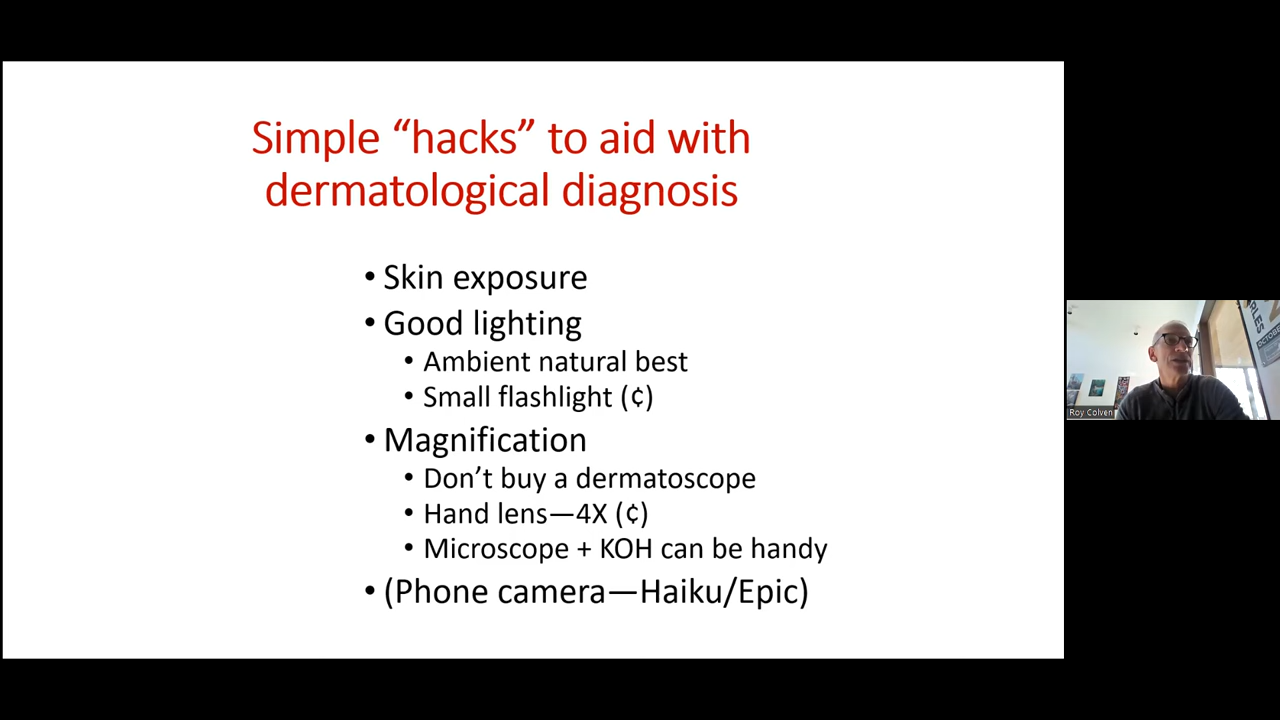 Simple “hacks” to aid with
dermatological diagnosis
• Skin exposure
• Good lighting
• Ambient natural best
• Small flashlight (¢)
• Magnification
• Don’t buy a dermatoscope
• Hand lens—4X (¢)
• Microscope + KOH can be handy
• (Phone camera—Haiku/Epic)
Roy Colven